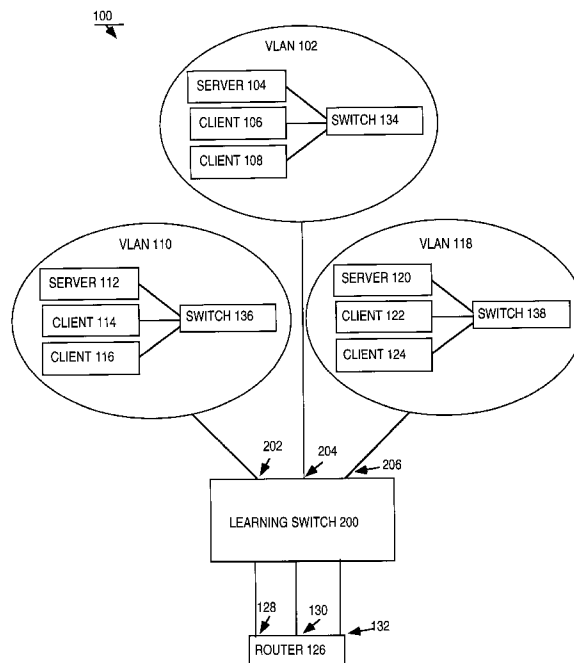 100
VLAN 102
SERVER 104
CLIENT 106
SWITCH 134
CLIENT 108
VLAN 110
SERVER 112
CLIENT 114
SWITCH 136
CLIENT 116
VLAN 118
SERVER 120
CLIENT 122
SWITCH 138
CLIENT 124
202
204
206
LEARNING SWITCH 200
128
130
132
ROUTER 126